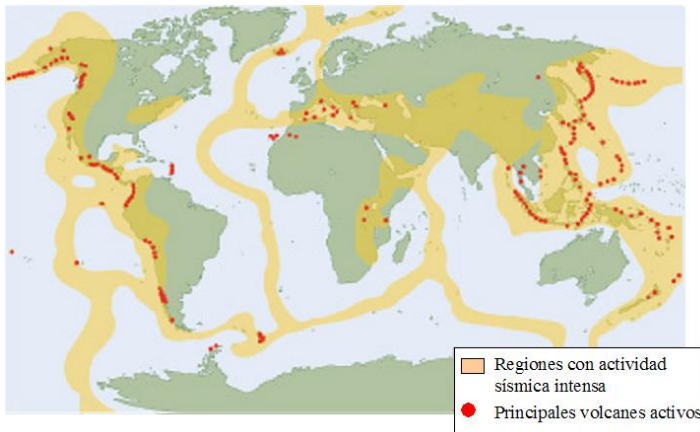 Regiones con actividad
sísmica intensa
Principales volcanes activos